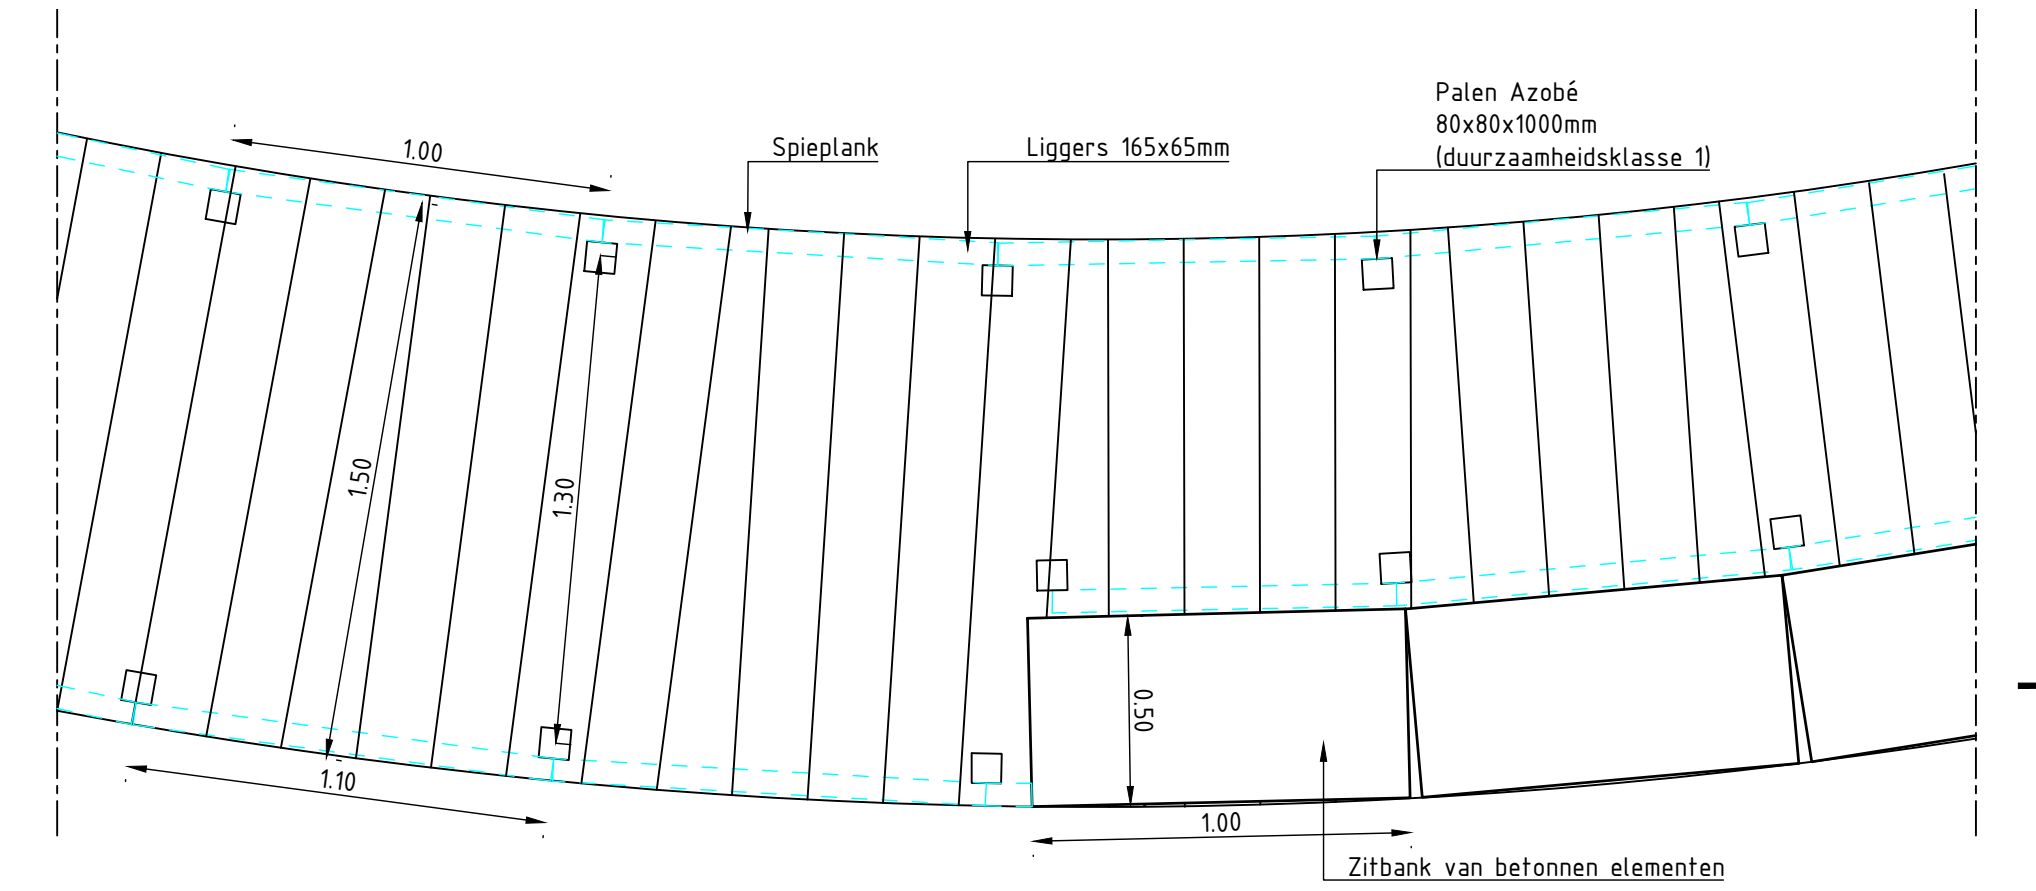 Palen Azobé
80x80x1000mm
(duurzaamheidsklasse 1)
Spieplank
Liggers 165x65mm
1.00
1.50
1.30
0.50
1.10
1.00
Zitbank van betonnen elementen